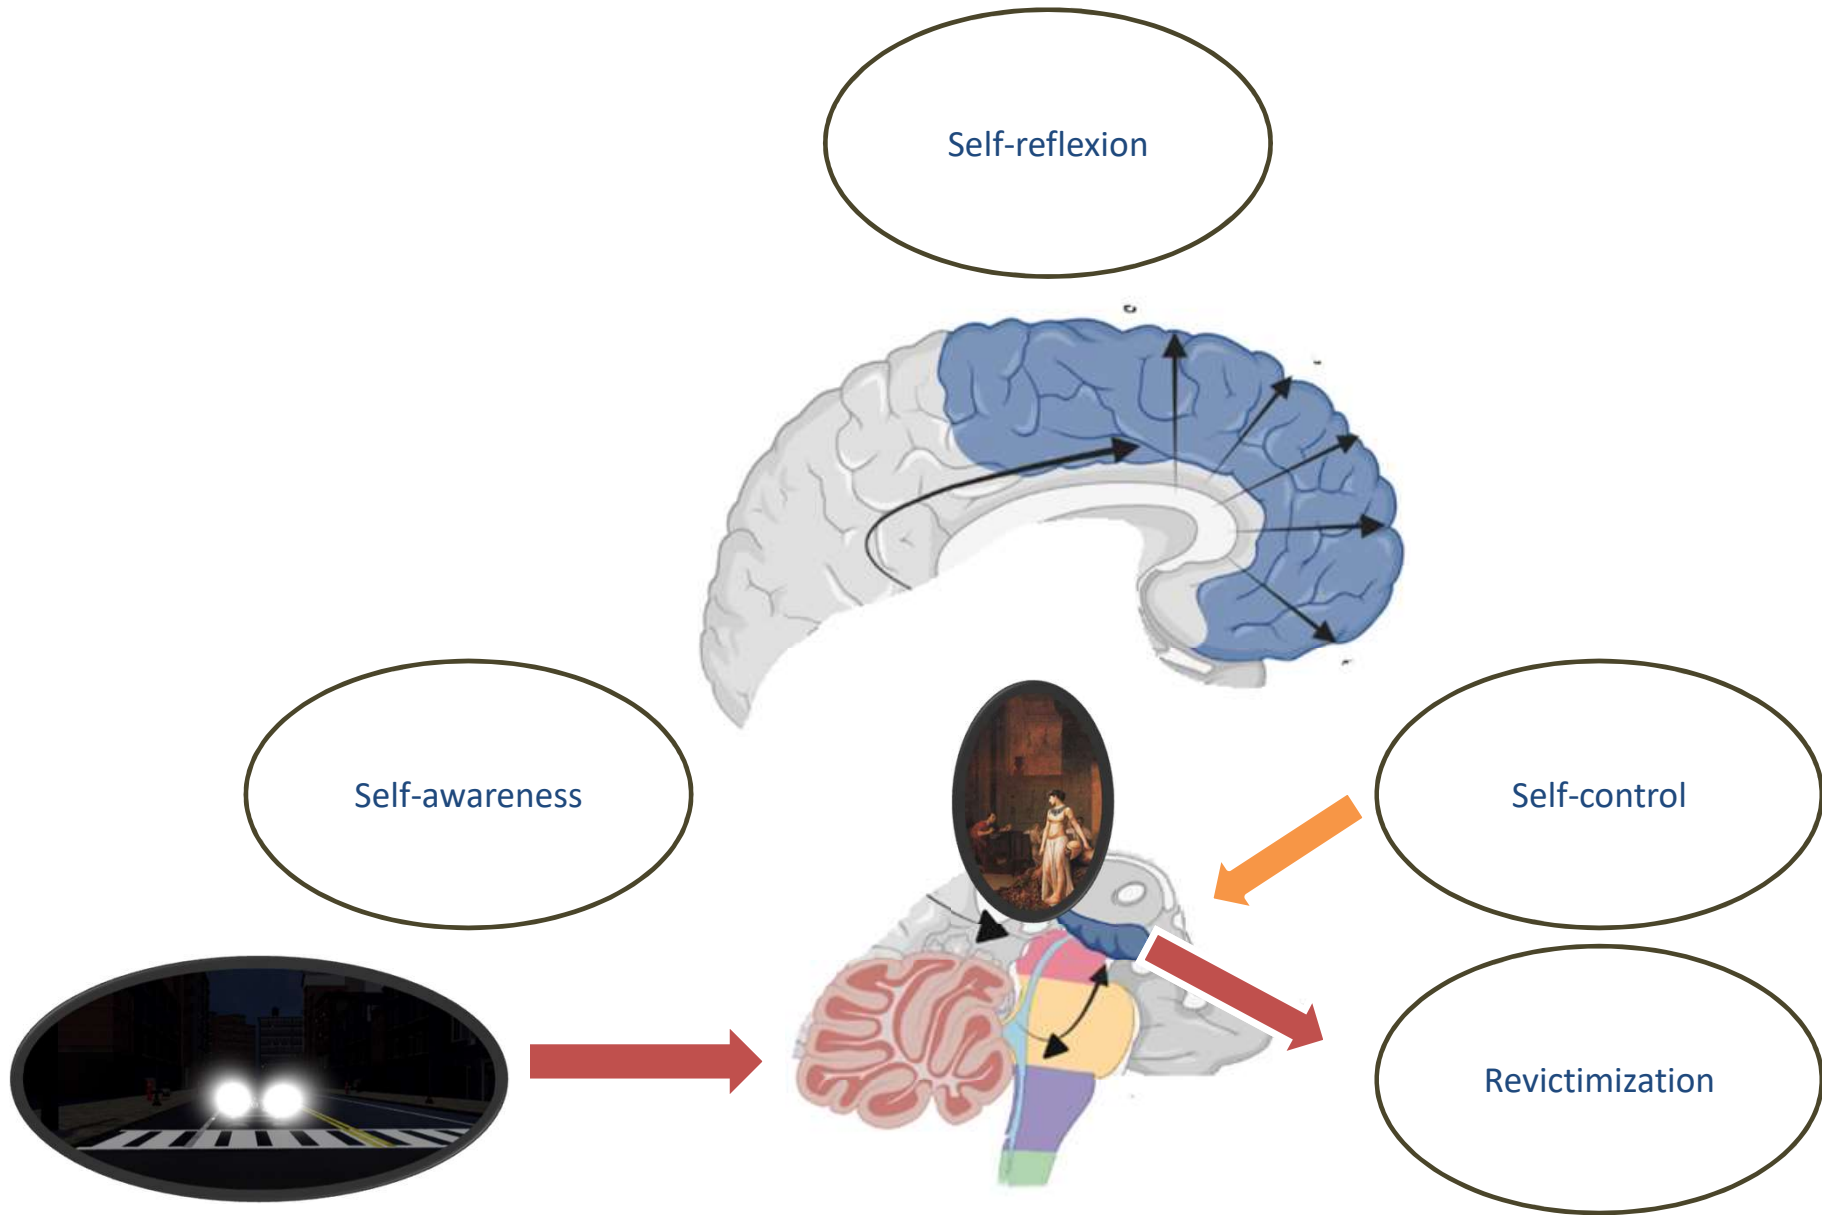 Self-reflexion
Self-awareness
Self-control
Revictimization